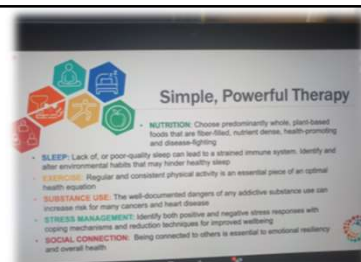 Simple, Powerful Therapy
• NUTRITION: Choose predominantly whole, plant-based
foods that are fiber-filled, nutrient dense, health-promoting
and disease-fighting
• SLEEP: Lack of, or poor-quality sleep can lead to a strained immune system. Identify and
alter environmental habits that may hinder healthy sleep
• EXERCISE: Regular and consistent physical activity is an essential piece of an optimal
health equation
• SUBSTANCE USE: The well-documented dangers of any addictive substance use can
increase risk for many cancers and heart disease
• STRESS MANAGEMENT: Identify both positive and negative stress responses with
coping mechanisms and reduction techniques for improved wellbeing
• SOCIAL CONNECTION: Being connected to others is essential to emotional resiliency
and overall health